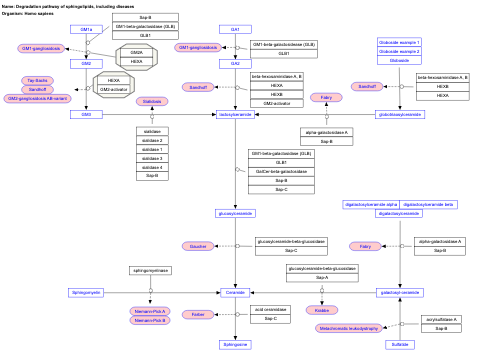 Name: Degradation pathway of sphingolipids, including diseases
Organism: Homo sapiens
Sap-B
GM1-beta-galactosidase (GLB)
GLB1
GM1a
GM1-gangliosidosis
GM2A
HEXA
GM2
Tay-Sachs
Sandhoff
GM2-gangliosidosis AB-variant
HEXA
GM2-activator
GM3
Sialidosis
sialidase
sialidase 2
sialidase 1
sialidase 3
sialidase 4
Sap-B
GA1
GM1-gangliosidosis
GM1-beta-galactosidase (GLB)
GLB1
GA2
Sandhoff
beta-hexosaminidase A, B
HEXA
HEXB
GM2-activator
lactosylceramide
Fabry
alpha-galactosidase A
Sap-B
Globoside example 1
Globoside example 2
Globoside
Sandhoff
beta-hexosaminidase A, B
HEXB
HEXA
globotriaosylceramide
GM1-beta-galactosidase (GLB)
GLB1
GalCer-beta-galactosidase
Sap-B
Sap-C
glucosylceramide
digalactosylceramide alpha
digalactosylceramide beta
digalactosylceramide
Gaucher
glucosylceramide-beta-glucosidase
Sap-C
Fabry
alpha-galactosidase A
Sap-B
sphingomyelinase
glucosylceramide-beta-glucosidase
Sap-A
Sphingomyelin
Ceramide
galactosyl-ceramide
Niemann-Pick A
Niemann-Pick B
Farber
acid ceramidase
Sap-C
Krabbe
Metachromatic leukodystrophy
arylsulfatase A
Sap-B
Sphingosine
Sulfatide